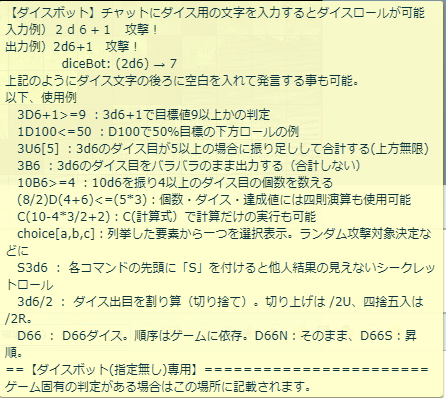 【ダイスボット】チャットにダイス用の文字を入力するとダイスロールが可能
入力例）２ｄ６＋１　攻撃！
出力例）2d6+1　攻撃！
diceBot: (2d6) → 7
上記のようにダイス文字の後ろに空白を入れて発言する事も可能。
以下、使用例
3D6+1>=9 ：3d6+1で目標値9以上かの判定
1D100<=50 ：D100で50%目標の下方ロールの例
3U6[5] ：3d6のダイス目が5以上の場合に振り足しして合計する(上方無限)
3B6 ：3d6のダイス目をバラバラのまま出力する（合計しない）
10B6>=4 ：10d6を振り4以上のダイス目の個数を数える
(8/2)D(4+6)<=(5*3)：個数・ダイス・達成値には四則演算も使用可能
C(10-4*3/2+2)：C(計算式）で計算だけの実行も可能
choice[a,b,c]：列挙した要素から一つを選択表示。ランダム攻撃対象決定な
どに
S3d6 ： 各コマンドの先頭に「S」を付けると他人結果の見えないシークレッ
トロール
3d6/2 ： ダイス出目を割り算（切り捨て）。切り上げは /2U、四捨五入は
/2R。
D66 ： D66ダイス。順序はゲームに依存。D66N：そのまま、D66S：昇
順。
==【ダイスボット(指定無し)専用】=======================
ゲーム固有の判定がある場合はこの場所に記載されます。